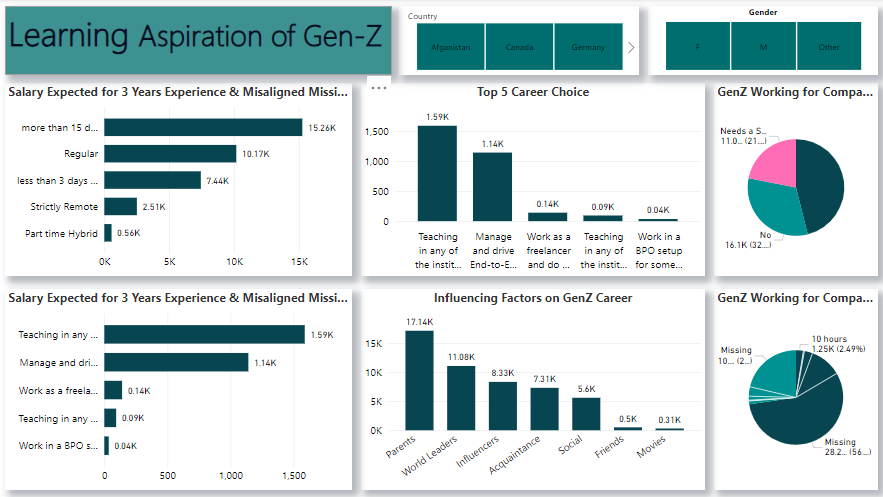 Learning Aspiration of Gen-Z
Country
Afganistan
Canada
Germany
Gender
F
M
Other
Salary Expected for 3 Years Experience & Misaligned Missi...
more than 15 d...
15.26K
Regular
10.17K
less than 3 days ...
7.44K
Strictly Remote
2.51K
Part time Hybrid
0.56K
0K
5K
10K
15K
Top 5 Career Choice
1,500
1,000
500
0
1.59K
1.14K
0.14K
0.09K
0.04K
Teaching
in any of
the instit...
Manage
and drive
End-to-E...
Work as a
freelancer
and do ...
Teaching
in any of
the instit...
Work in a
BPO setup
for some...
GenZ Working for Compa...
Needs a S...
11.0... (21...)
No
16.1K (32....)
Salary Expected for 3 Years Experience & Misaligned Missi...
Teaching in any ...
1.59K
Manage and dri...
1.14K
Work as a freela...
0.14K
Teaching in any ...
0.09K
Work in a BPO s...
0.04K
0
500
1,000
1,500
Influencing Factors on GenZ Career
15K
10K
5K
0K
17.14K
11.08K
8.33K
7.31K
5.6K
0.5K
0.31K
Parents
World Leaders
Influencers
Acquaintance
Social
Friends
Movies
GenZ Working for Compa...
10 hours
1.25K (2.49%)
Missing
10.... (2...)
Missing
28.2... (56....)